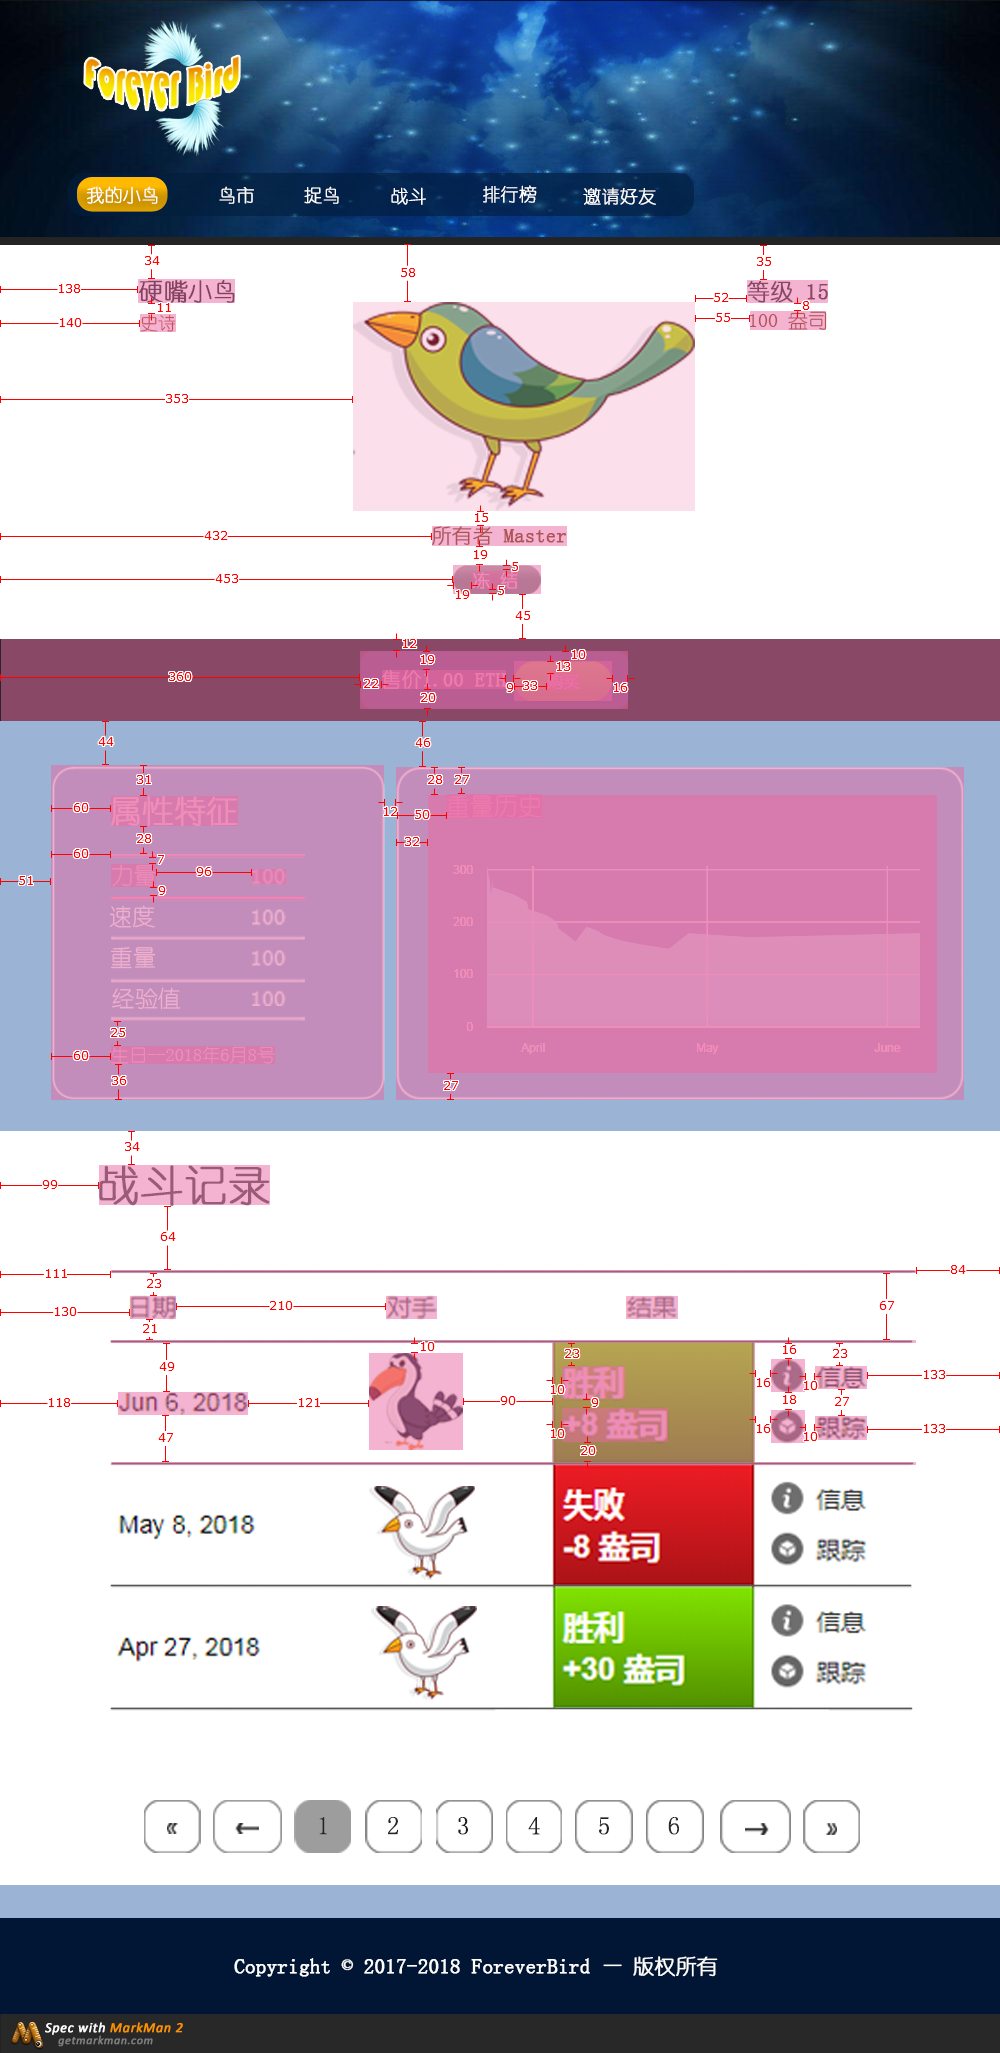 Forever Bird
我的小鸟 鸟市 捉鸟 战斗 排行榜 邀请好友
34 58 35
138 硬嘴小鸟 52 等级 15
11 8
140 史诗 55 100 盎司
353
15
432 所有者 Master
19
453 冻 结 5
19 5
45
12 10
19 13
360 22 售价1.00 ETH 9 33 16
20
44 46
31 28 27
60 属性特征 12 50 重量历史
28 32
60 7
51 力量 96 100 300
9
速度 100 200
重量 100 100
经验值 100 0
25 April May June
60 生日--2018年6月8号
36 27
34
99 战斗记录
64
111 84
23
130 日期 210 对手 结果 67
21
10 23 16 23
49 胜利 16 10 信息 133
10
118 Jun 6, 2018 121 90 9 18 27
47 10 +8 盎司 16 10 跟踪 133
20
失败 信息
May 8, 2018
-8 盎司 跟踪
胜利 信息
Apr 27, 2018
+30 盎司 跟踪
« ← 1 2 3 4 5 6 → »
Copyright © 2017-2018 ForeverBird — 版权所有
Spec with MarkMan 2
getmarkman.com